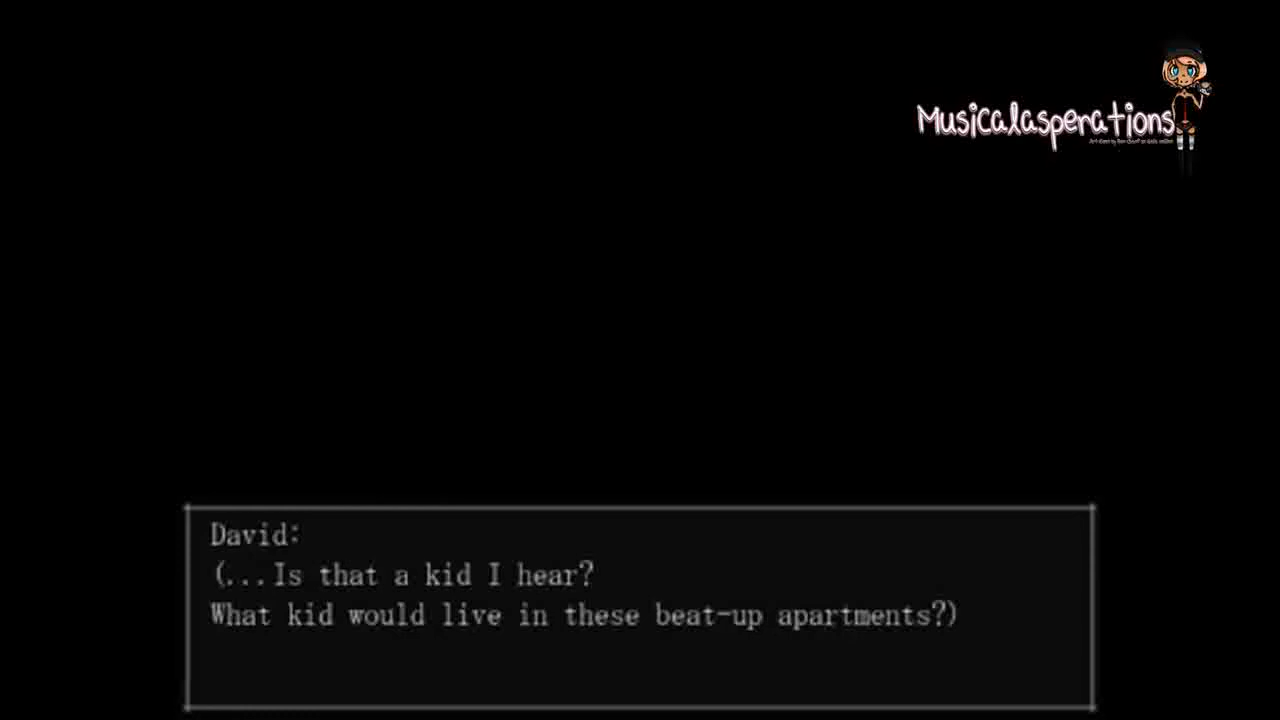 Musicalasperations
David:
(...Is that a kid I hear?
What kid would live in these beat-up apartments?)